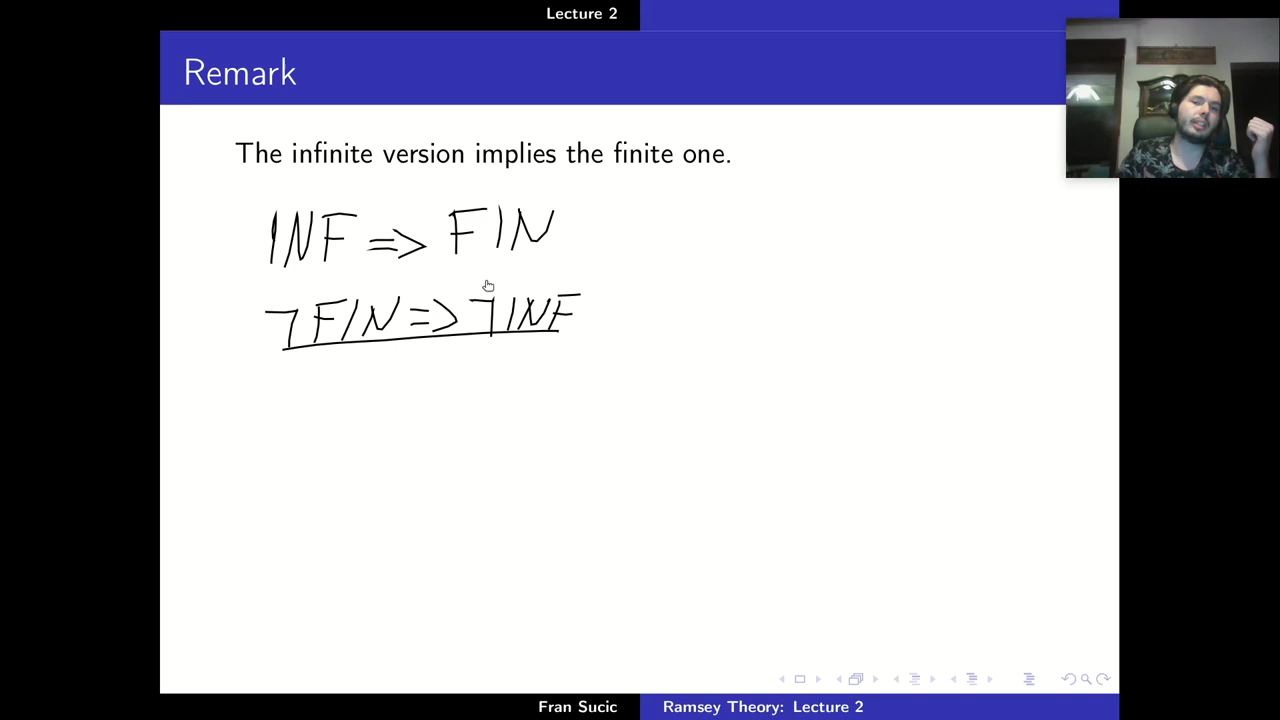 Lecture 2
Remark
The infinite version implies the finite one.
INF => FIN
¬FIN => ¬INF
Fran Sucic
Ramsey Theory: Lecture 2